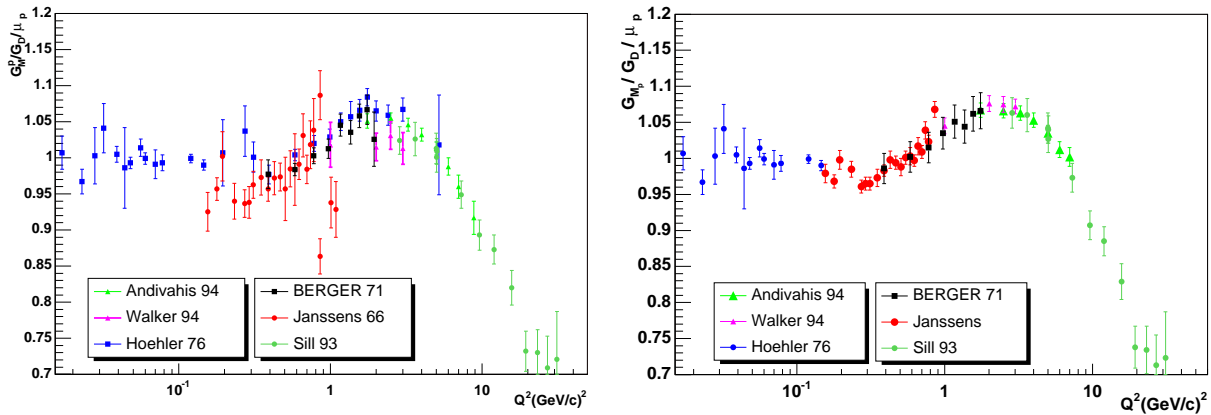 G_M^p/G_D/μ_p
1.2
1.15
1.1
1.05
1
0.95
0.9
0.85
0.8
0.75
0.7
Andivahis 94
Walker 94
Hoehler 76
BERGER 71
Janssens 66
Sill 93
10^-1
1
10
Q^2(GeV/c)^2
G_Mp / G_D / μ_p
1.2
1.15
1.1
1.05
1
0.95
0.9
0.85
0.8
0.75
0.7
Andivahis 94
Walker 94
Hoehler 76
BERGER 71
Janssens
Sill 93
10^-1
1
10
Q^2(GeV/c)^2